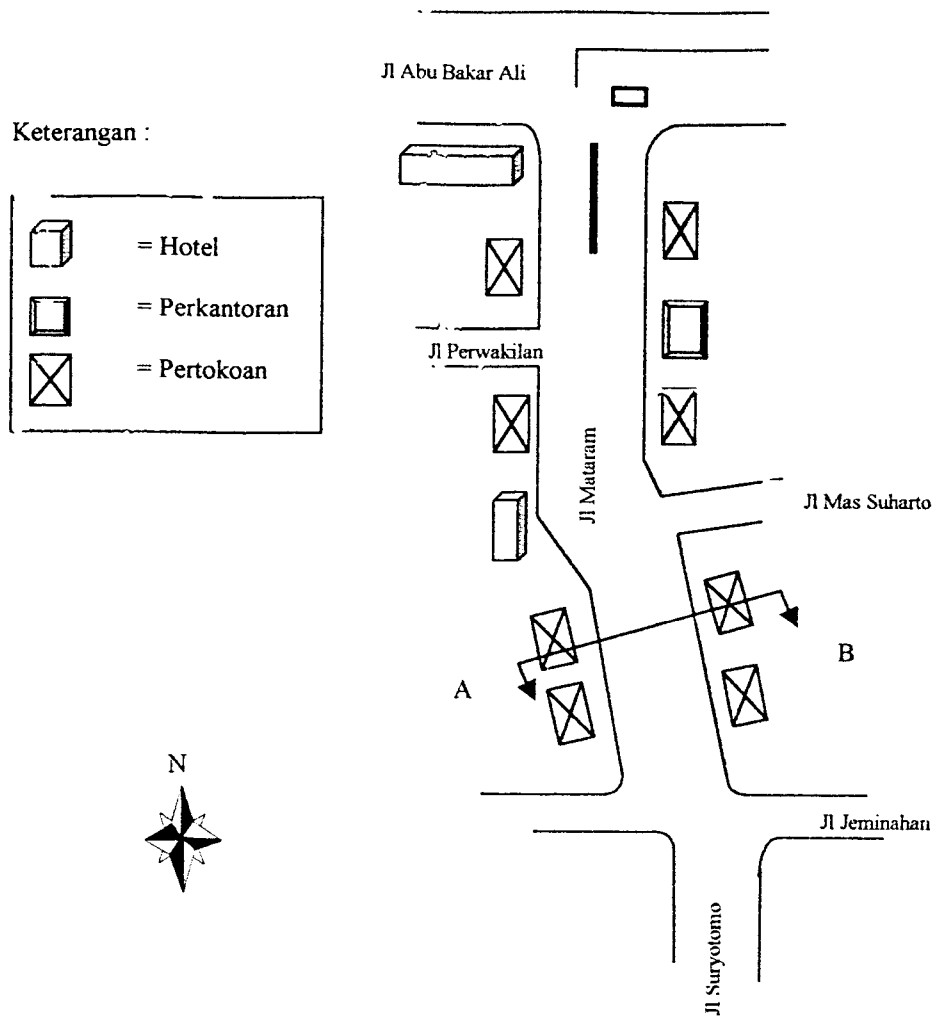 Jl Abu Bakar Ali
Keterangan :
= Hotel
= Perkantoran
= Pertokoan
Jl Perwakilan
Jl Mataram
Jl Mas Suharto
A
B
N
Jl Jeminahan
Jl Suryotomo